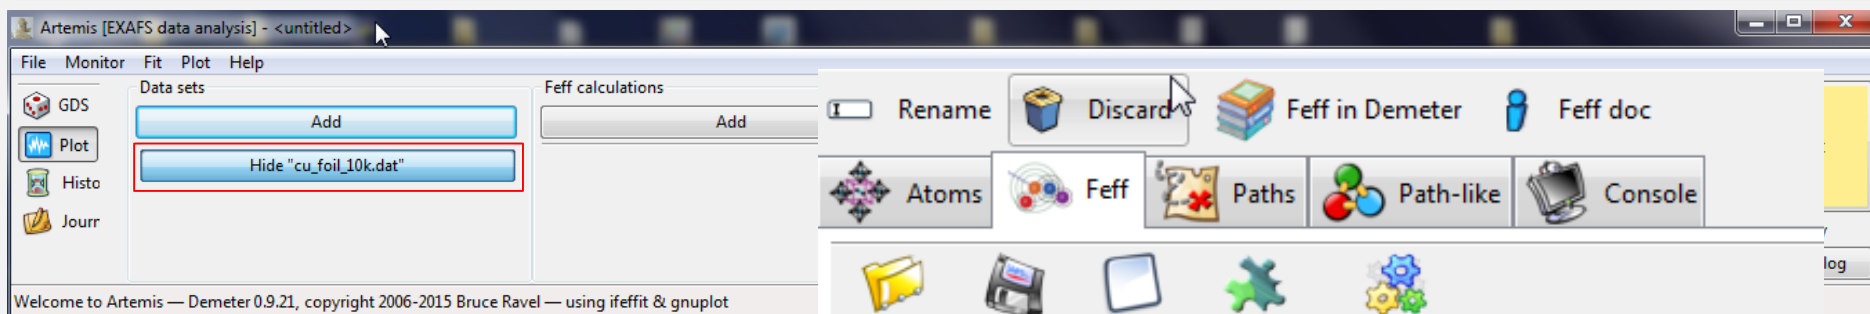 Artemis [EXAFS data analysis] - <untitled>
File Monitor Fit Plot Help
Data sets
Feff calculations
GDS
Add
Add
Plot
Hide "cu_foil_10k.dat"
Histo
Journ
Welcome to Artemis — Demeter 0.9.21, copyright 2006-2015 Bruce Ravel — using ifeffit & gnuplot
Rename Discard Feff in Demeter Feff doc
Atoms Feff Paths Path-like Console
log